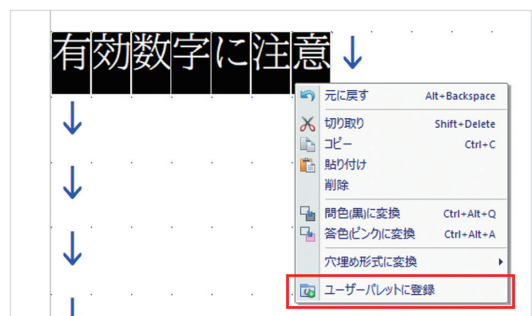 有効数字に注意↓
↓
↓
↓
↓
元に戻す Alt+Backspace
切り取り Shift+Delete
コピー Ctrl+C
貼り付け
削除
問色(黒)に変換 Ctrl+Alt+Q
答色(ピンク)に変換 Ctrl+Alt+A
穴埋め形式に変換
ユーザーパレットに登録